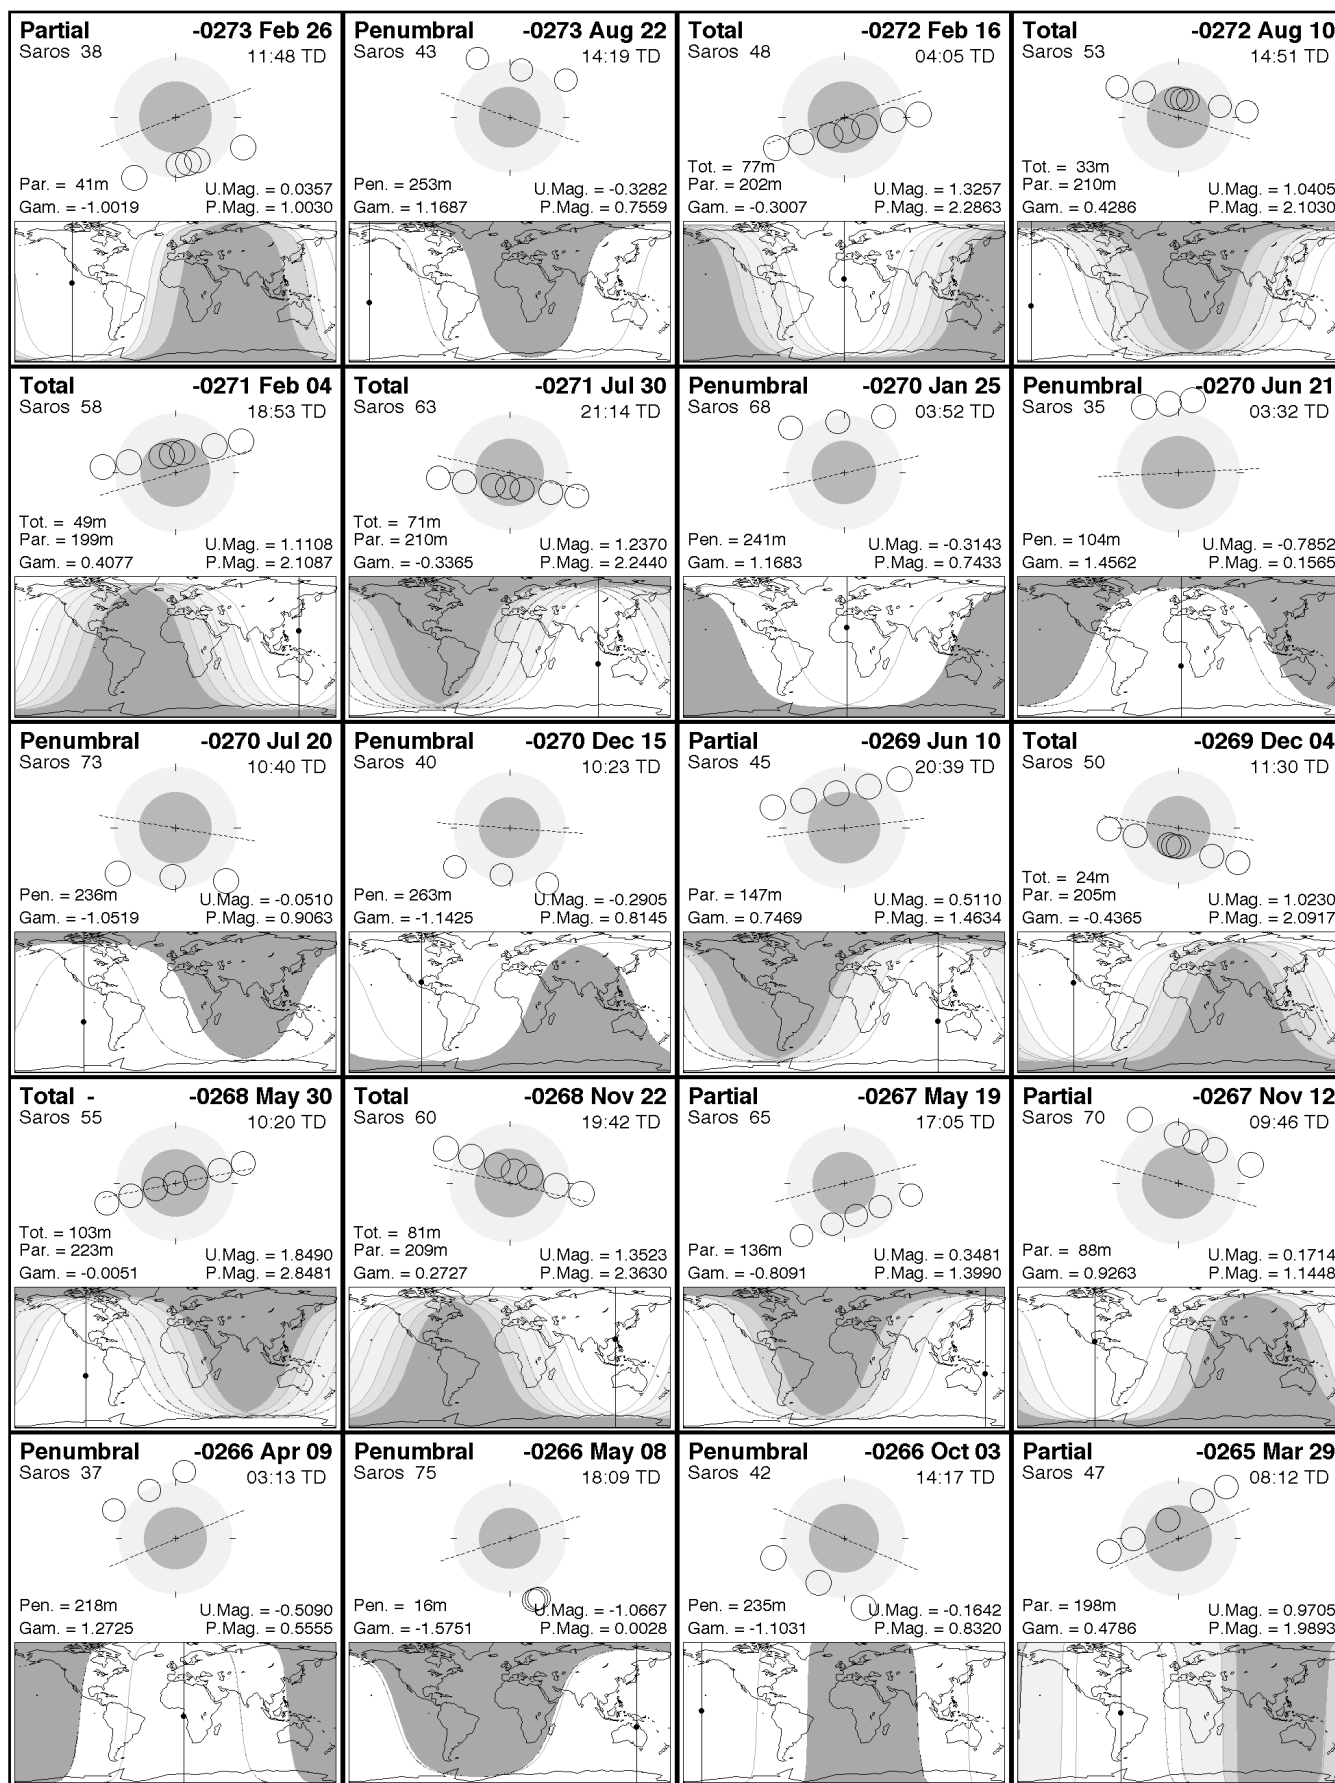 Partial -0273 Feb 26
Saros 38 11:48 TD
Par. = 41m U.Mag. = 0.0357
Gam. = -1.0019 P.Mag. = 1.0030
Penumbral -0273 Aug 22
Saros 43 14:19 TD
Pen. = 253m U.Mag. = -0.3282
Gam. = 1.1687 P.Mag. = 0.7559
Total -0272 Feb 16
Saros 48 04:05 TD
Tot. = 77m
Par. = 202m U.Mag. = 1.3257
Gam. = -0.3007 P.Mag. = 2.2863
Total -0272 Aug 10
Saros 53 14:51 TD
Tot. = 33m
Par. = 210m U.Mag. = 1.0405
Gam. = 0.4286 P.Mag. = 2.1030
Total -0271 Feb 04
Saros 58 18:53 TD
Tot. = 49m
Par. = 199m U.Mag. = 1.1108
Gam. = 0.4077 P.Mag. = 2.1087
Total -0271 Jul 30
Saros 63 21:14 TD
Tot. = 71m
Par. = 210m U.Mag. = 1.2370
Gam. = -0.3365 P.Mag. = 2.2440
Penumbral -0270 Jan 25
Saros 68 03:52 TD
Pen. = 241m U.Mag. = -0.3143
Gam. = 1.1683 P.Mag. = 0.7433
Penumbral -0270 Jun 21
Saros 35 03:32 TD
Pen. = 104m U.Mag. = -0.7852
Gam. = 1.4562 P.Mag. = 0.1565
Penumbral -0270 Jul 20
Saros 73 10:40 TD
Pen. = 236m U.Mag. = -0.0510
Gam. = -1.0519 P.Mag. = 0.9063
Penumbral -0270 Dec 15
Saros 40 10:23 TD
Pen. = 263m U.Mag. = -0.2905
Gam. = -1.1425 P.Mag. = 0.8145
Partial -0269 Jun 10
Saros 45 20:39 TD
Par. = 147m U.Mag. = 0.5110
Gam. = 0.7469 P.Mag. = 1.4634
Total -0269 Dec 04
Saros 50 11:30 TD
Tot. = 24m
Par. = 205m U.Mag. = 1.0230
Gam. = -0.4365 P.Mag. = 2.0917
Total - -0268 May 30
Saros 55 10:20 TD
Tot. = 103m
Par. = 223m U.Mag. = 1.8490
Gam. = -0.0051 P.Mag. = 2.8481
Total -0268 Nov 22
Saros 60 19:42 TD
Tot. = 81m
Par. = 209m U.Mag. = 1.3523
Gam. = 0.2727 P.Mag. = 2.3630
Partial -0267 May 19
Saros 65 17:05 TD
Par. = 136m U.Mag. = 0.3481
Gam. = -0.8091 P.Mag. = 1.3990
Partial -0267 Nov 12
Saros 70 09:46 TD
Par. = 88m U.Mag. = 0.1714
Gam. = 0.9263 P.Mag. = 1.1448
Penumbral -0266 Apr 09
Saros 37 03:13 TD
Pen. = 218m U.Mag. = -0.5090
Gam. = 1.2725 P.Mag. = 0.5555
Penumbral -0266 May 08
Saros 75 18:09 TD
Pen. = 16m U.Mag. = -1.0667
Gam. = -1.5751 P.Mag. = 0.0028
Penumbral -0266 Oct 03
Saros 42 14:17 TD
Pen. = 235m U.Mag. = -0.1642
Gam. = -1.1031 P.Mag. = 0.8320
Partial -0265 Mar 29
Saros 47 08:12 TD
Par. = 198m U.Mag. = 0.9705
Gam. = 0.4786 P.Mag. = 1.9893